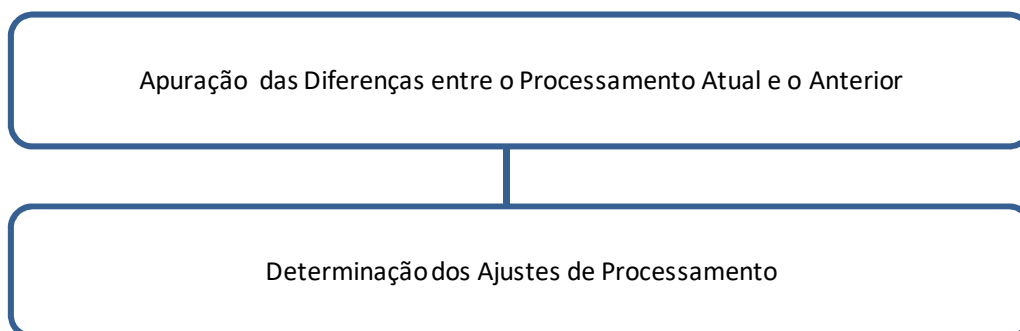 Apuração das Diferenças entre o Processamento Atual e o Anterior
Determinação dos Ajustes de Processamento